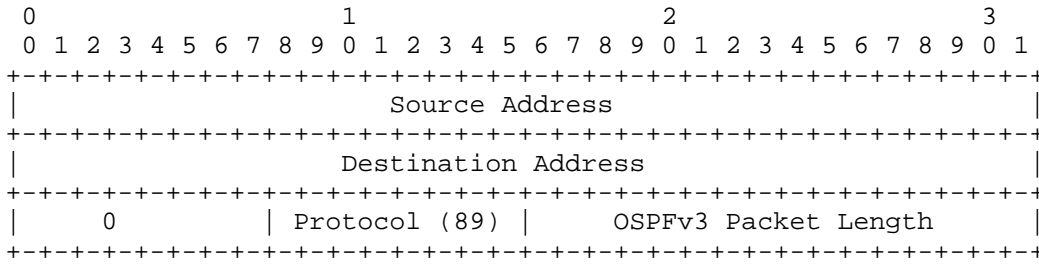 0                   1                   2                   3
 0 1 2 3 4 5 6 7 8 9 0 1 2 3 4 5 6 7 8 9 0 1 2 3 4 5 6 7 8 9 0 1
+-+-+-+-+-+-+-+-+-+-+-+-+-+-+-+-+-+-+-+-+-+-+-+-+-+-+-+-+-+-+-+-+
|                       Source Address                          |
+-+-+-+-+-+-+-+-+-+-+-+-+-+-+-+-+-+-+-+-+-+-+-+-+-+-+-+-+-+-+-+-+
|                    Destination Address                        |
+-+-+-+-+-+-+-+-+-+-+-+-+-+-+-+-+-+-+-+-+-+-+-+-+-+-+-+-+-+-+-+-+
|     0         | Protocol (89) |     OSPFv3 Packet Length      |
+-+-+-+-+-+-+-+-+-+-+-+-+-+-+-+-+-+-+-+-+-+-+-+-+-+-+-+-+-+-+-+-+